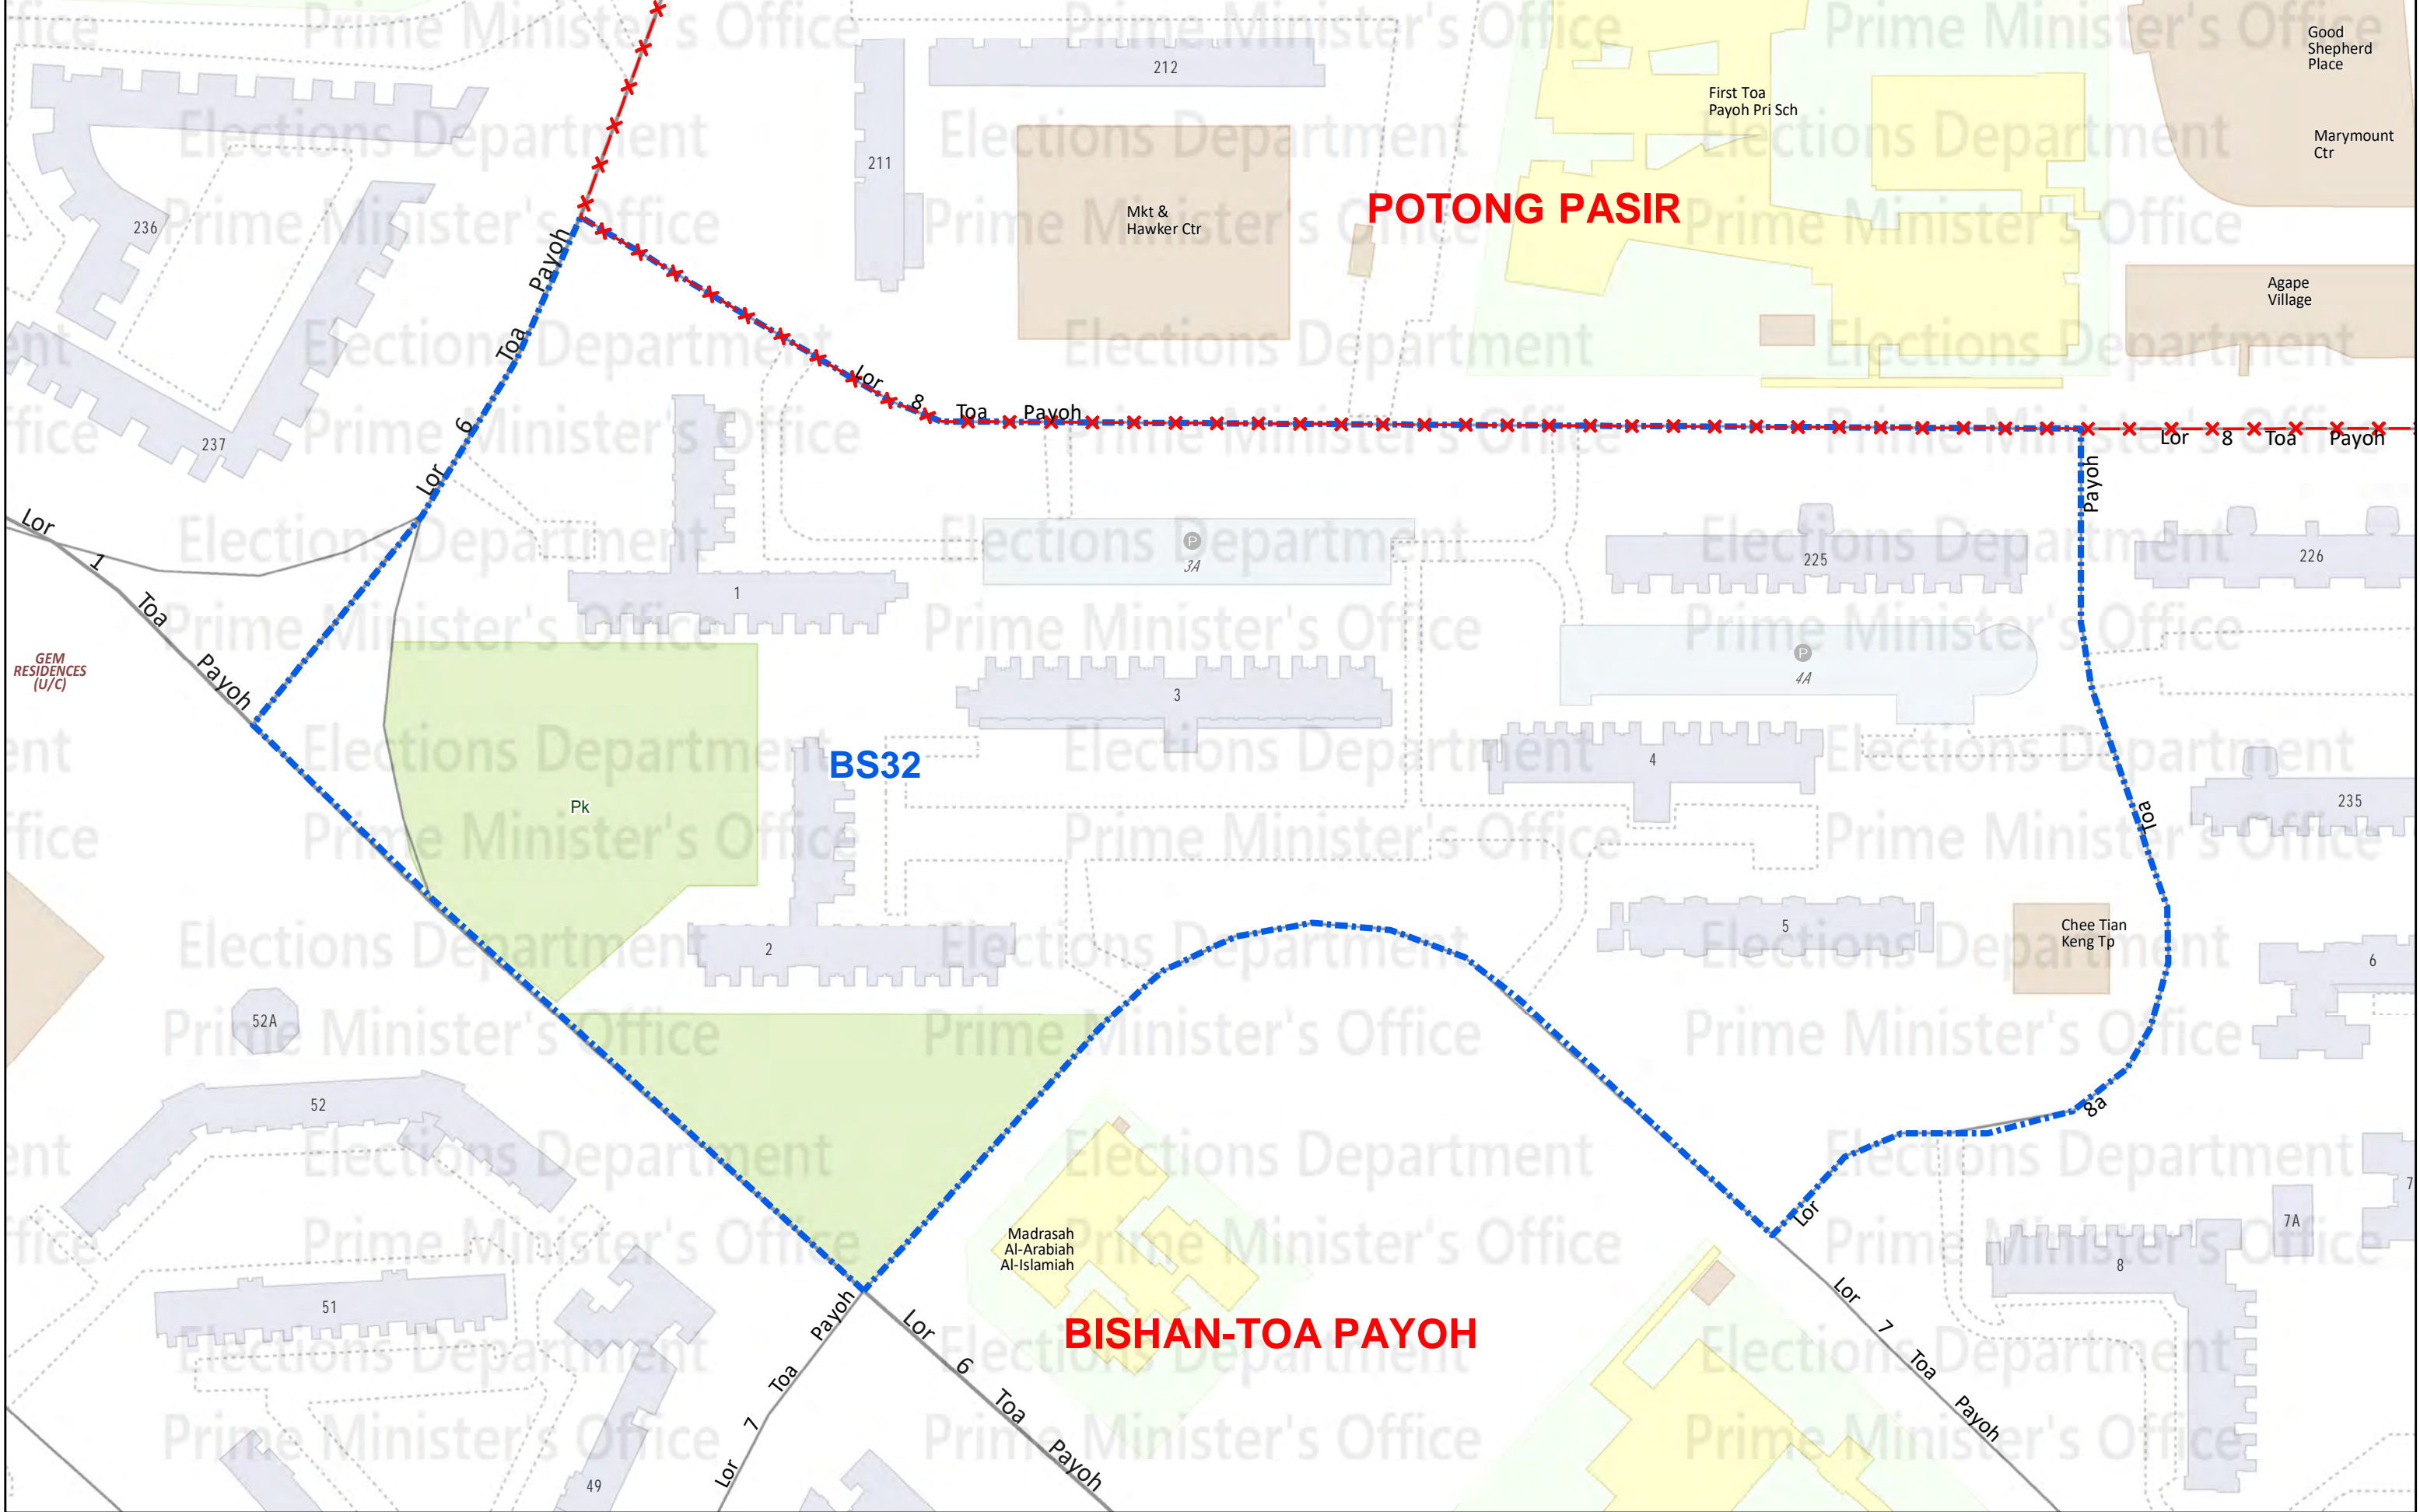 Prime Minister's Office
Elections Department
Good
Shepherd
Place
212
First Toa
Payoh Pri Sch
Marymount
Ctr
211
Mkt &
Hawker Ctr
POTONG PASIR
236
Agape
Village
Lor 6 Toa Payoh
Lor 8 Toa Payoh
Lor 8 Toa Payoh
237
Lor 1 Toa Payoh
P
3A
225
226
1
GEM
RESIDENCES
(U/C)
P
4A
3
4
BS32
Pk
235
2
5
Chee Tian
Keng Tp
6
52A
52
Lor 8a Toa Payoh
Madrasah
Al-Arabiah
Al-Islamiah
7A
7
8
51
BISHAN-TOA PAYOH
Lor 7 Toa Payoh
Lor 6 Toa Payoh
Lor 7 Toa Payoh
49